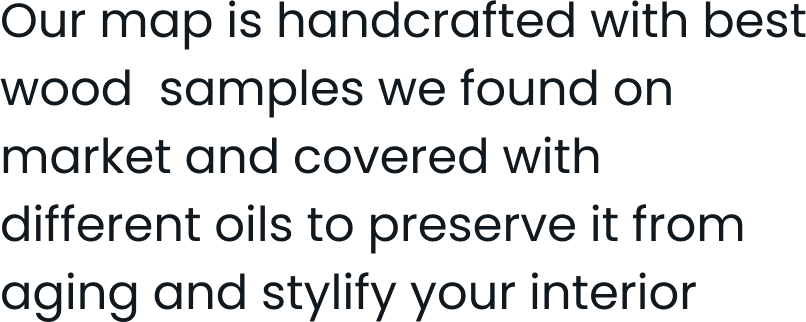 Our map is handcrafted with best
wood  samples we found on
market and covered with
different oils to preserve it from
aging and stylify your interior